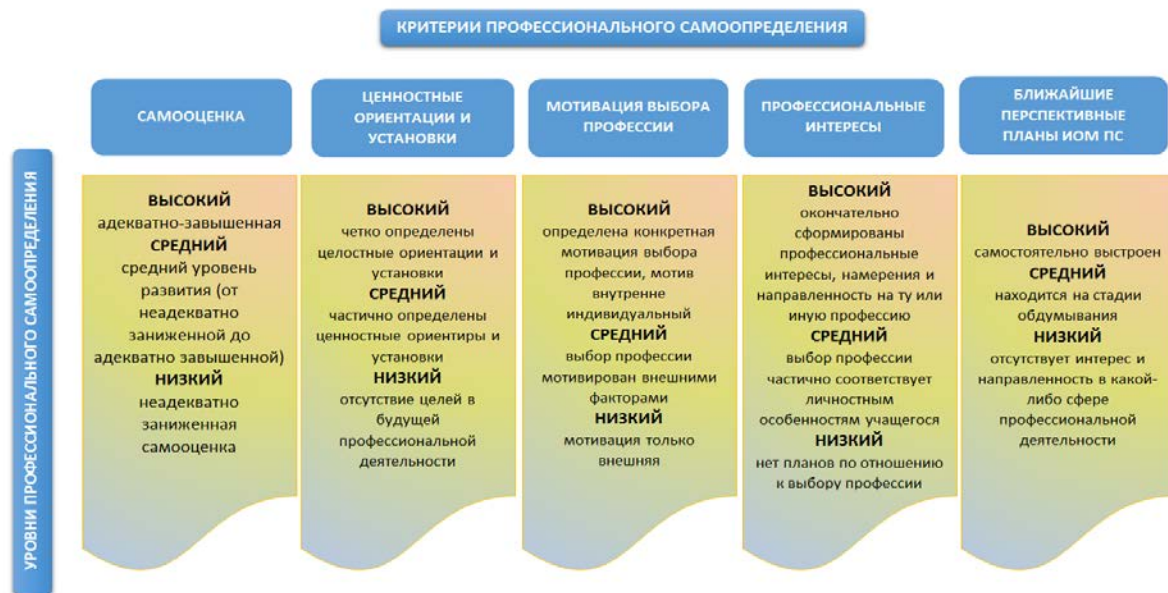 КРИТЕРИИ ПРОФЕССИОНАЛЬНОГО САМООПРЕДЕЛЕНИЯ
УРОВНИ ПРОФЕССИОНАЛЬНОГО САМООПРЕДЕЛЕНИЯ
САМООЦЕНКА
ВЫСОКИЙ
адекватно-завышенная
СРЕДНИЙ
средний уровень
развития (от
неадекватно
заниженной до
адекватно завышенной)
НИЗКИЙ
неадекватно
заниженная
самооценка
ЦЕННОСТНЫЕ
ОРИЕНТАЦИИ И
УСТАНОВКИ
ВЫСОКИЙ
четко определены
целостные ориентации и
установки
СРЕДНИЙ
частично определены
ценностные ориентиры и
установки
НИЗКИЙ
отсутствие целей в
будущей
профессиональной
деятельности
МОТИВАЦИЯ ВЫБОРА
ПРОФЕССИИ
ВЫСОКИЙ
определена конкретная
мотивация выбора
профессии, мотив
внутренне
индивидуальный
СРЕДНИЙ
выбор профессии
мотивирован внешними
факторами
НИЗКИЙ
мотивация только
внешняя
ПРОФЕССИОНАЛЬНЫЕ
ИНТЕРЕСЫ
ВЫСОКИЙ
окончательно
сформированы
профессиональные
интересы, намерения и
направленность на ту или
иную профессию
СРЕДНИЙ
выбор профессии
частично соответствует
личностным
особенностям учащегося
НИЗКИЙ
нет планов по отношению
к выбору профессии
БЛИЖАЙШИЕ
ПЕРСПЕКТИВНЫЕ
ПЛАНЫ ИОМ ПС
ВЫСОКИЙ
самостоятельно выстроен
СРЕДНИЙ
находится на стадии
обдумывания
НИЗКИЙ
отсутствует интерес и
направленность в какой-
либо сфере
профессиональной
деятельности